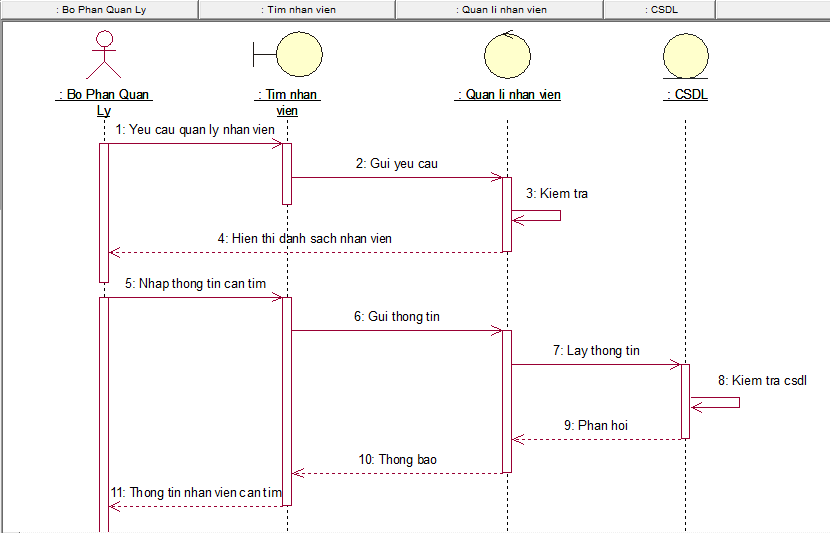 : Bo Phan Quan Ly
: Tim nhan vien
: Quan li nhan vien
: CSDL
: Bo Phan Quan
Ly
: Tim nhan
vien
: Quan li nhan vien
: CSDL
1: Yeu cau quan ly nhan vien
2: Gui yeu cau
3: Kiem tra
4: Hien thi danh sach nhan vien
5: Nhap thong tin can tim
6: Gui thong tin
7: Lay thong tin
8: Kiem tra csdl
9: Phan hoi
10: Thong bao
11: Thong tin nhan vien can tim